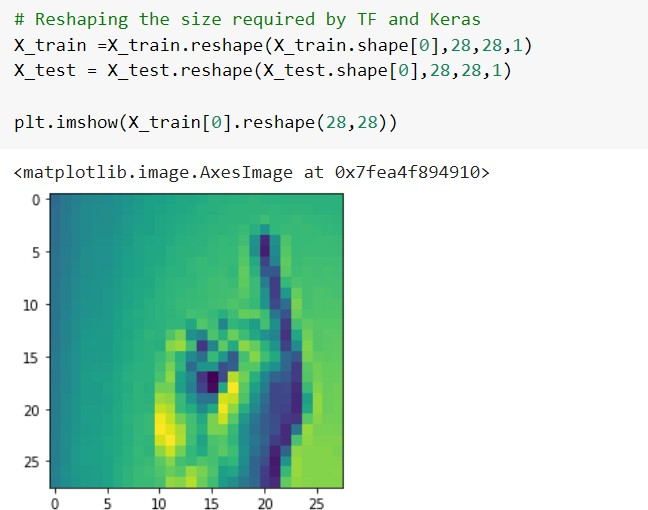 # Reshaping the size required by TF and Keras
X_train =X_train.reshape(X_train.shape[0],28,28,1)
X_test = X_test.reshape(X_test.shape[0],28,28,1)
plt.imshow(X_train[0].reshape(28,28))
<matplotlib.image.AxesImage at 0x7fea4f894910>
0
5
10
15
20
25
0 5 10 15 20 25